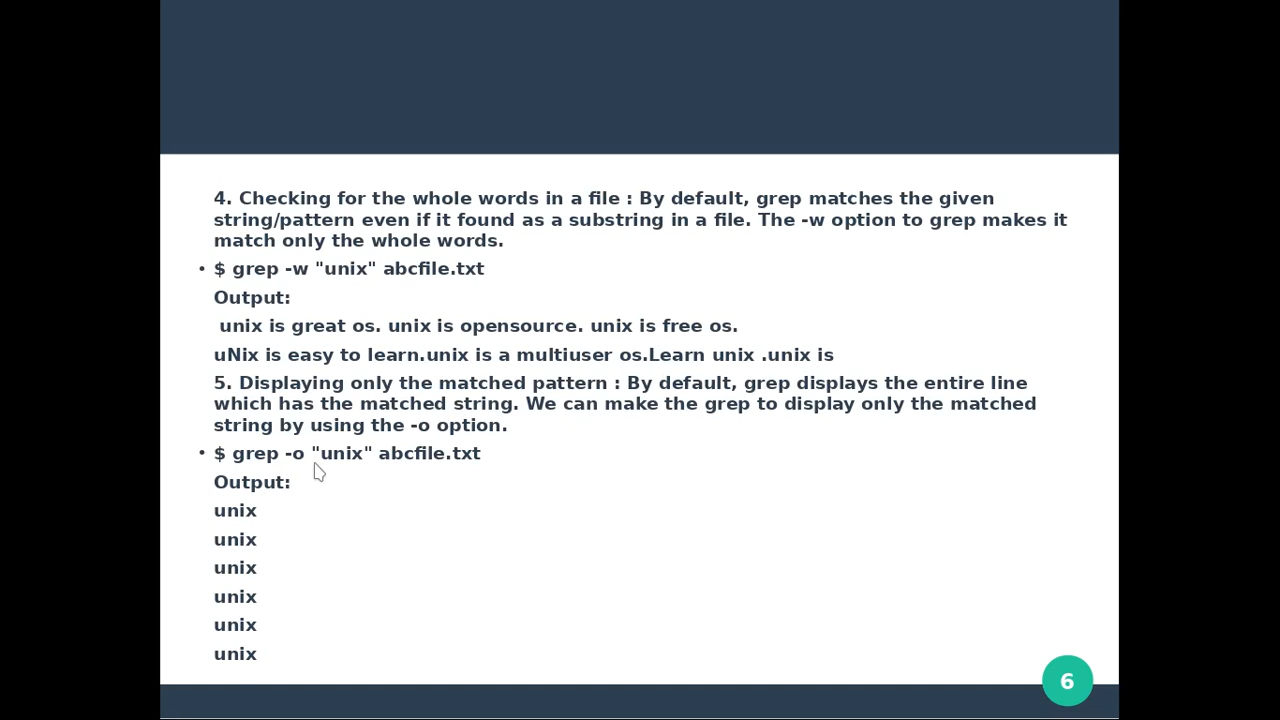 4. Checking for the whole words in a file : By default, grep matches the given
string/pattern even if it found as a substring in a file. The -w option to grep makes it
match only the whole words.
• $ grep -w "unix" abcfile.txt
Output:
unix is great os. unix is opensource. unix is free os.
uNix is easy to learn.unix is a multiuser os.Learn unix .unix is
5. Displaying only the matched pattern : By default, grep displays the entire line
which has the matched string. We can make the grep to display only the matched
string by using the -o option.
• $ grep -o "unix" abcfile.txt
Output:
unix
unix
unix
unix
unix
unix
6